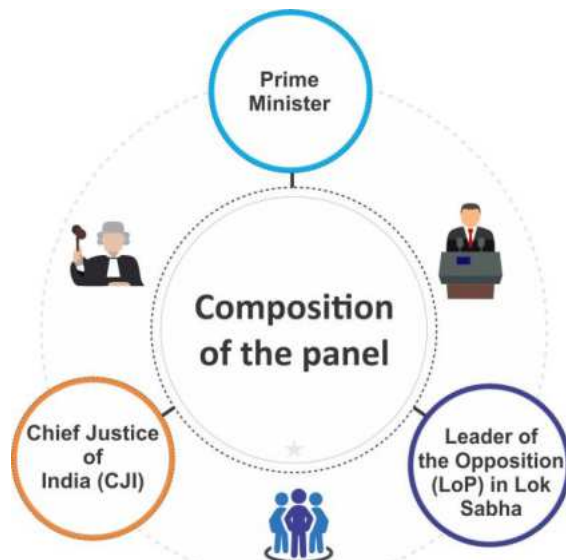 Prime
Minister
Composition
of the panel
Chief Justice
of
India (CJI)
Leader of
the Opposition
(LoP) in Lok
Sabha